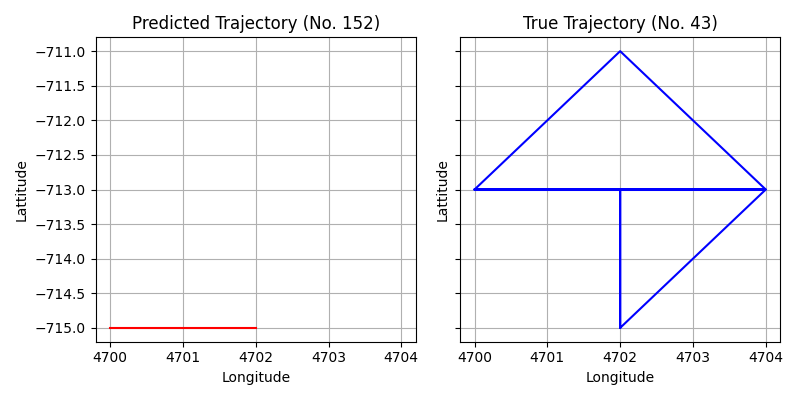 Predicted Trajectory (No. 152)
True Trajectory (No. 43)
−711.0
−711.5
−712.0
−712.5
−713.0
−713.5
−714.0
−714.5
−715.0
Lattitude
Lattitude
4700 4701 4702 4703 4704
4700 4701 4702 4703 4704
Longitude
Longitude